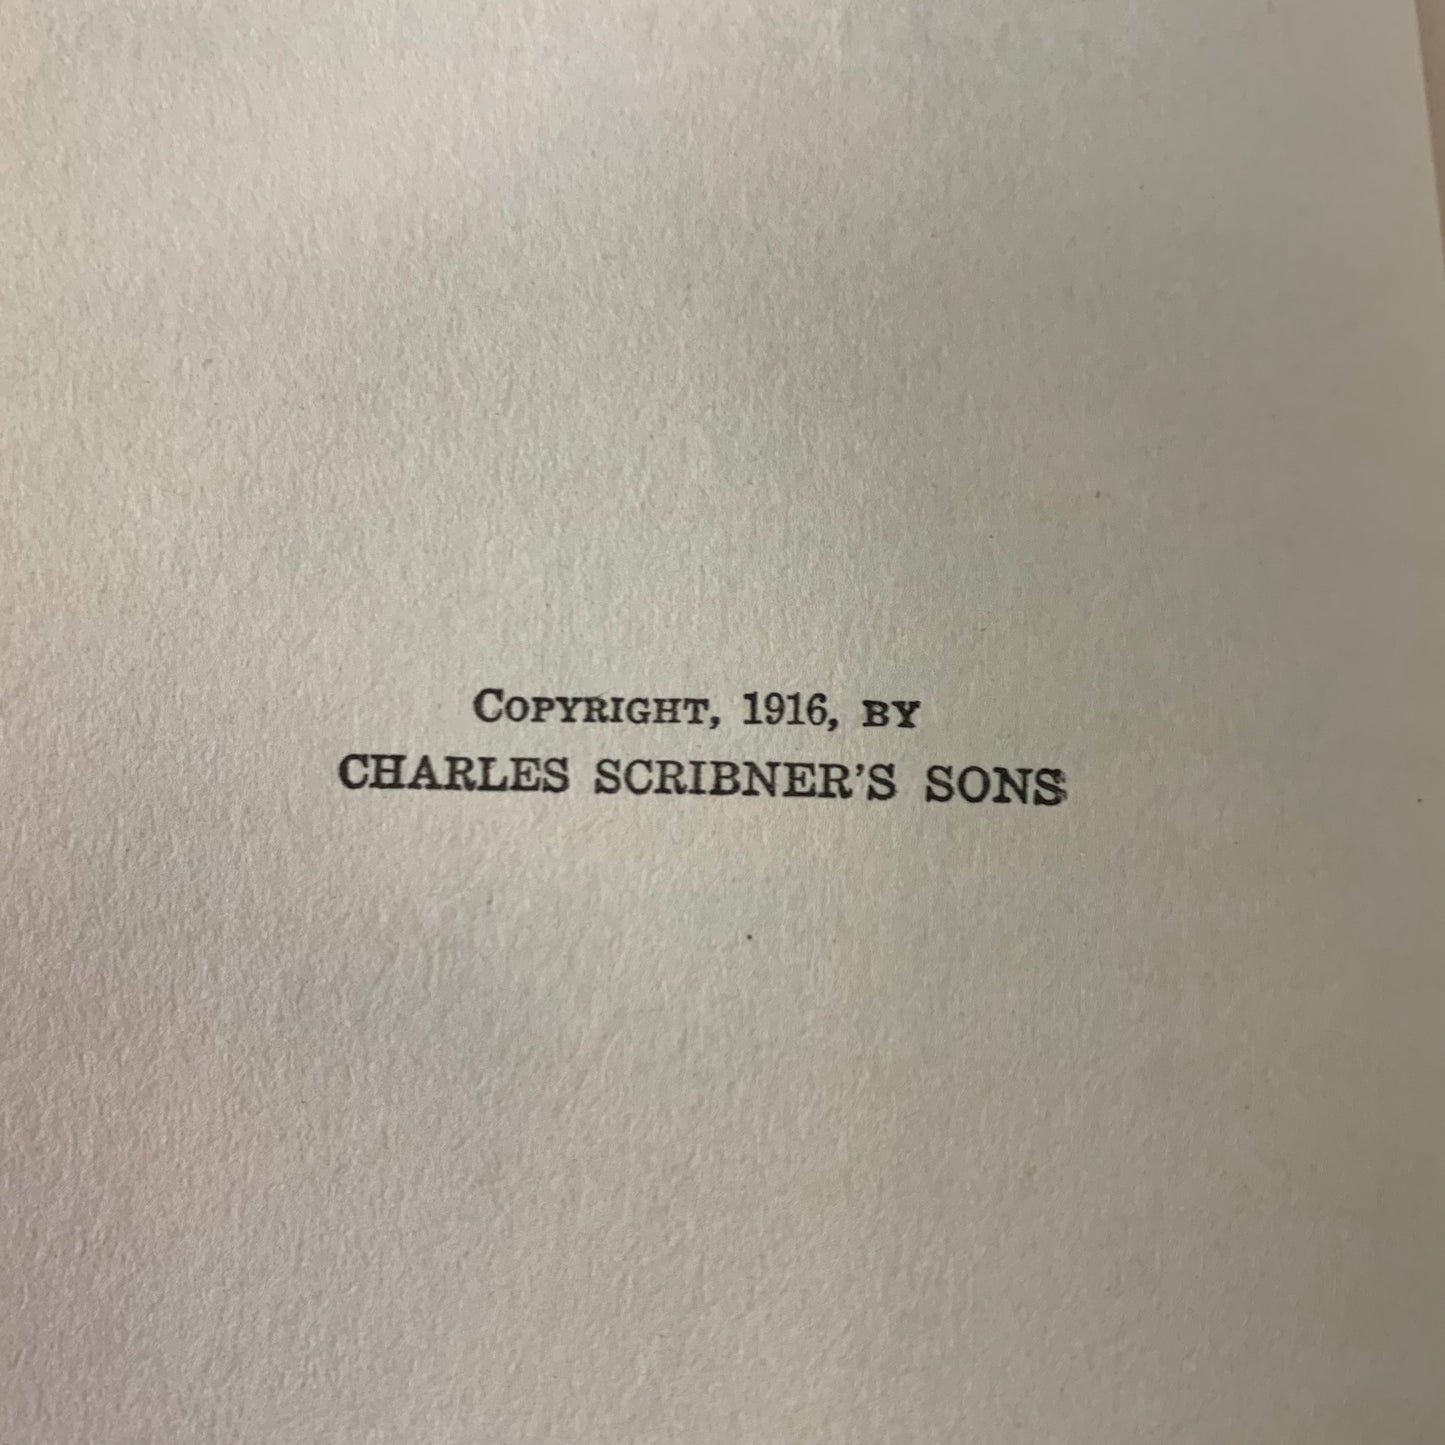 Copyright, 1916, by
CHARLES SCRIBNER'S SONS